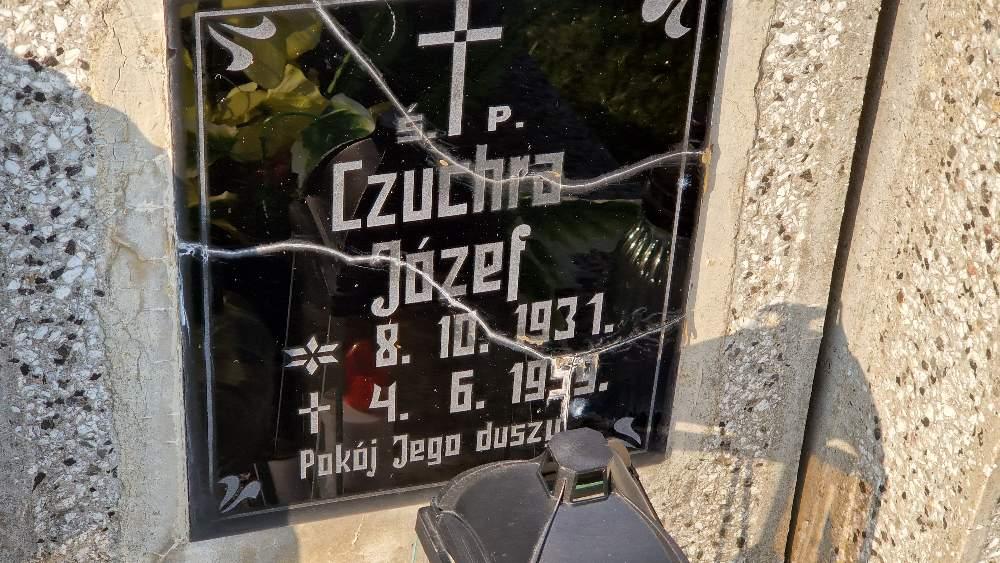 Ś. P.
Czuchra
Józef
8. 10. 1931.
4. 6.
Pokój Jego duszy